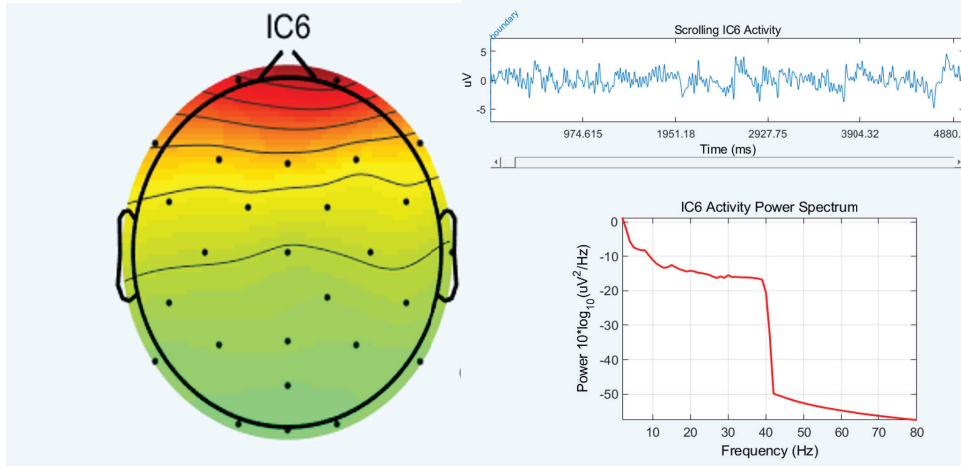 IC6
boundary
Scrolling IC6 Activity
5
0
-5
uV
974.615
1951.18
2927.75
3904.32
4880.
Time (ms)
IC6 Activity Power Spectrum
0
-10
-20
-30
-40
-50
Power 10*log10(uV2/Hz)
10
20
30
40
50
60
70
80
Frequency (Hz)